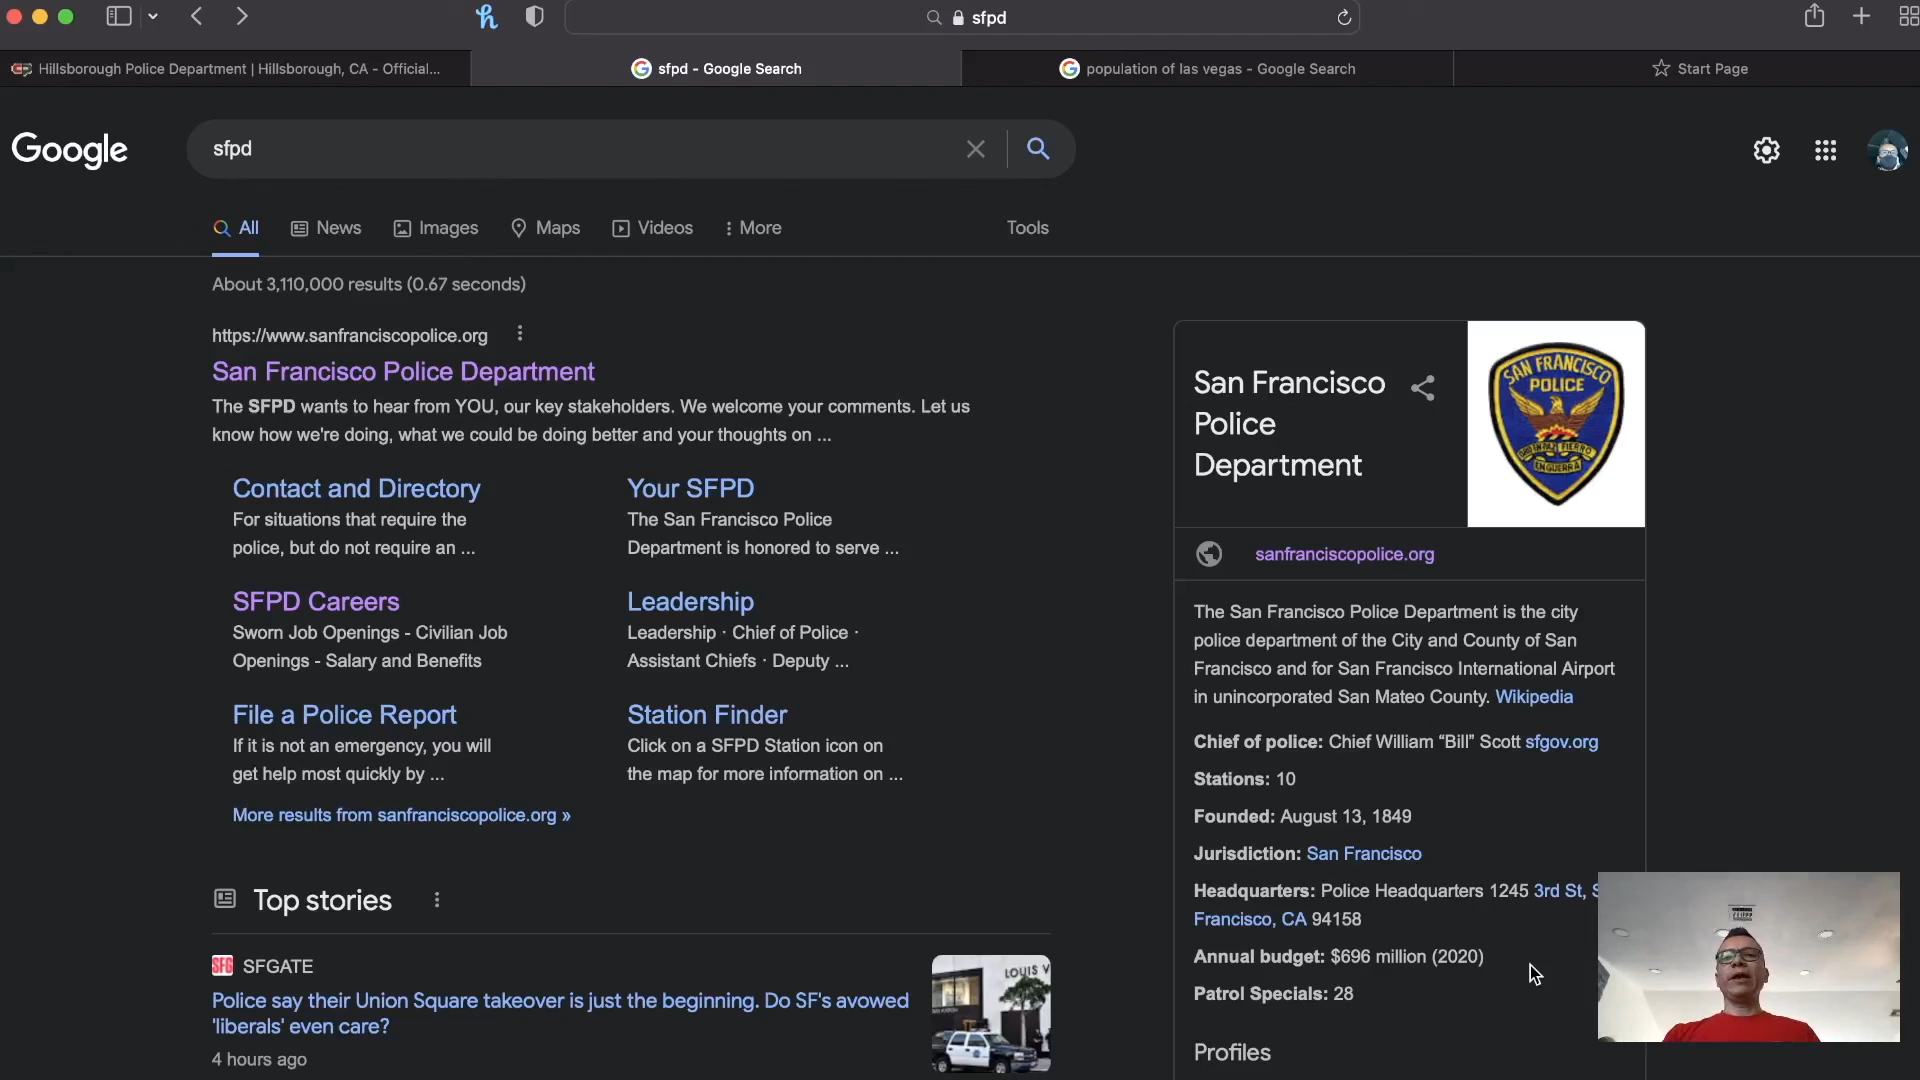 sfpd
Hillsborough Police Department | Hillsborough, CA - Official...
sfpd - Google Search
population of las vegas - Google Search
Start Page
Google
sfpd
All
News
Images
Maps
Videos
More
Tools
About 3,110,000 results (0.67 seconds)
https://www.sanfranciscopolice.org
San Francisco Police Department
The SFPD wants to hear from YOU, our key stakeholders. We welcome your comments. Let us
know how we're doing, what we could be doing better and your thoughts on ...
Contact and Directory
For situations that require the
police, but do not require an ...
Your SFPD
The San Francisco Police
Department is honored to serve ...
SFPD Careers
Sworn Job Openings - Civilian Job
Openings - Salary and Benefits
Leadership
Leadership · Chief of Police ·
Assistant Chiefs · Deputy ...
File a Police Report
If it is not an emergency, you will
get help most quickly by ...
Station Finder
Click on a SFPD Station icon on
the map for more information on ...
More results from sanfranciscopolice.org »
Top stories
SFG
SFGATE
Police say their Union Square takeover is just the beginning. Do SF's avowed
'liberals' even care?
4 hours ago
LOUIS V
San Francisco
Police
Department
SAN FRANCISCO
POLICE
EN GUERRA
sanfranciscopolice.org
The San Francisco Police Department is the city
police department of the City and County of San
Francisco and for San Francisco International Airport
in unincorporated San Mateo County. Wikipedia
Chief of police: Chief William “Bill” Scott sfgov.org
Stations: 10
Founded: August 13, 1849
Jurisdiction: San Francisco
Headquarters: Police Headquarters 1245 3rd St, S
Francisco, CA 94158
Annual budget: $696 million (2020)
Patrol Specials: 28
Profiles